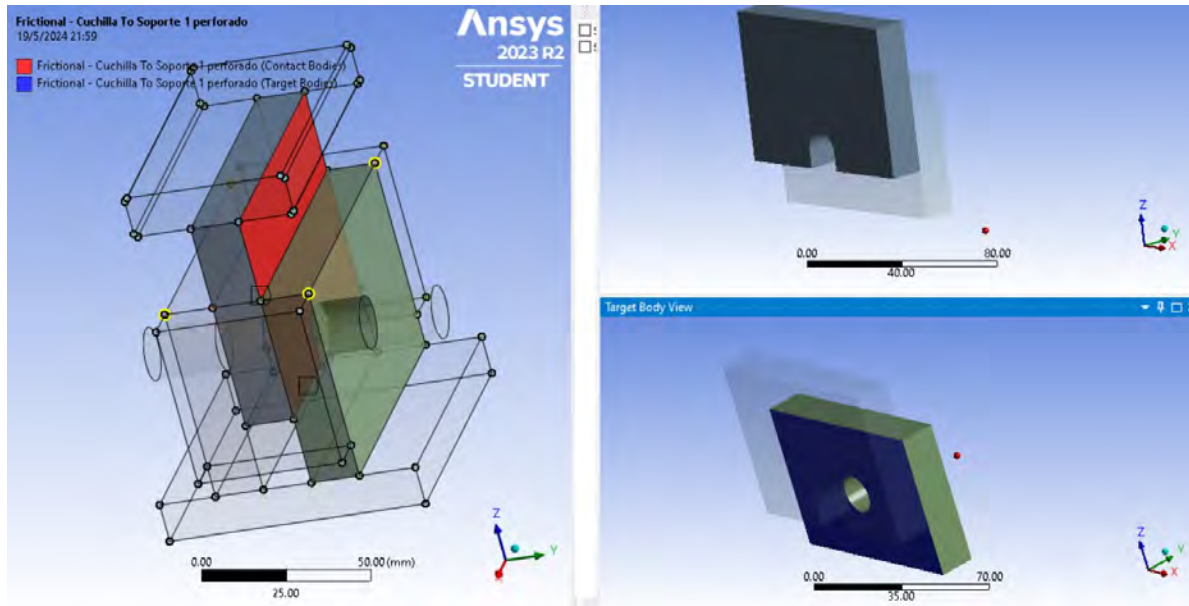 Frictional - Cuchilla To Soporte 1 perforado
19/5/2024 21:59
Frictional - Cuchilla To Soporte 1 perforado (Contact Bodies)
Frictional - Cuchilla To Soporte 1 perforado (Target Bodies)
Ansys
2023 R2
STUDENT
Z
Y
X
0.00
50.00 (mm)
25.00
Z
Y
X
0.00
80.00
40.00
Target Body View
Z
Y
X
0.00
70.00
35.00